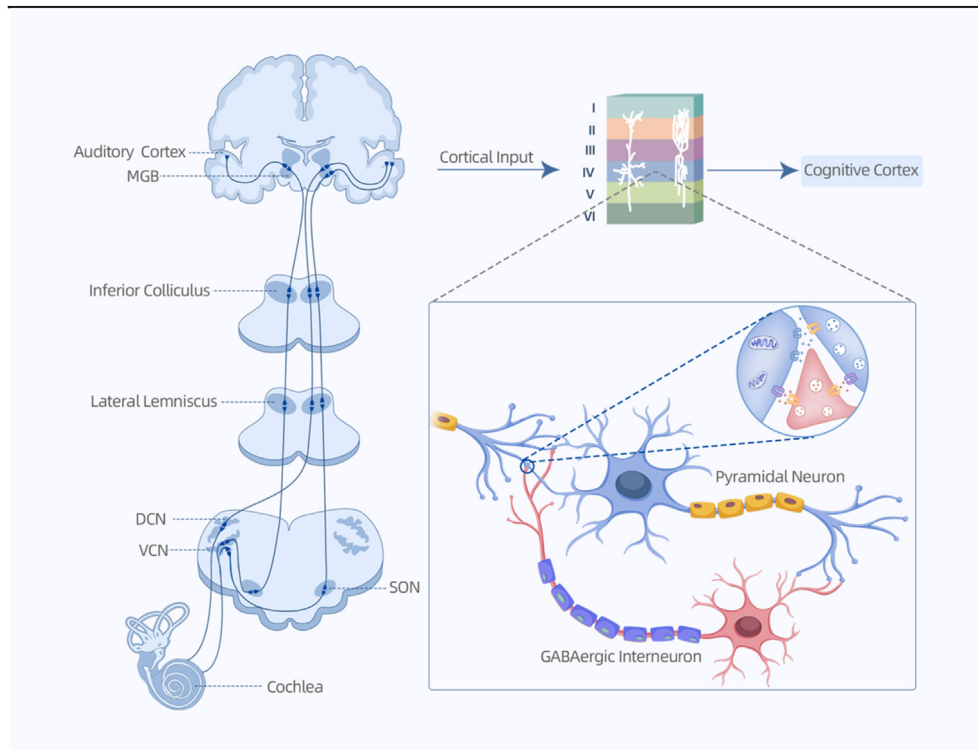 Auditory Cortex
MGB
Inferior Colliculus
Lateral Lemniscus
DCN
VCN
SON
Cochlea
Cortical Input
I
II
III
IV
V
VI
Cognitive Cortex
Pyramidal Neuron
GABAergic Interneuron